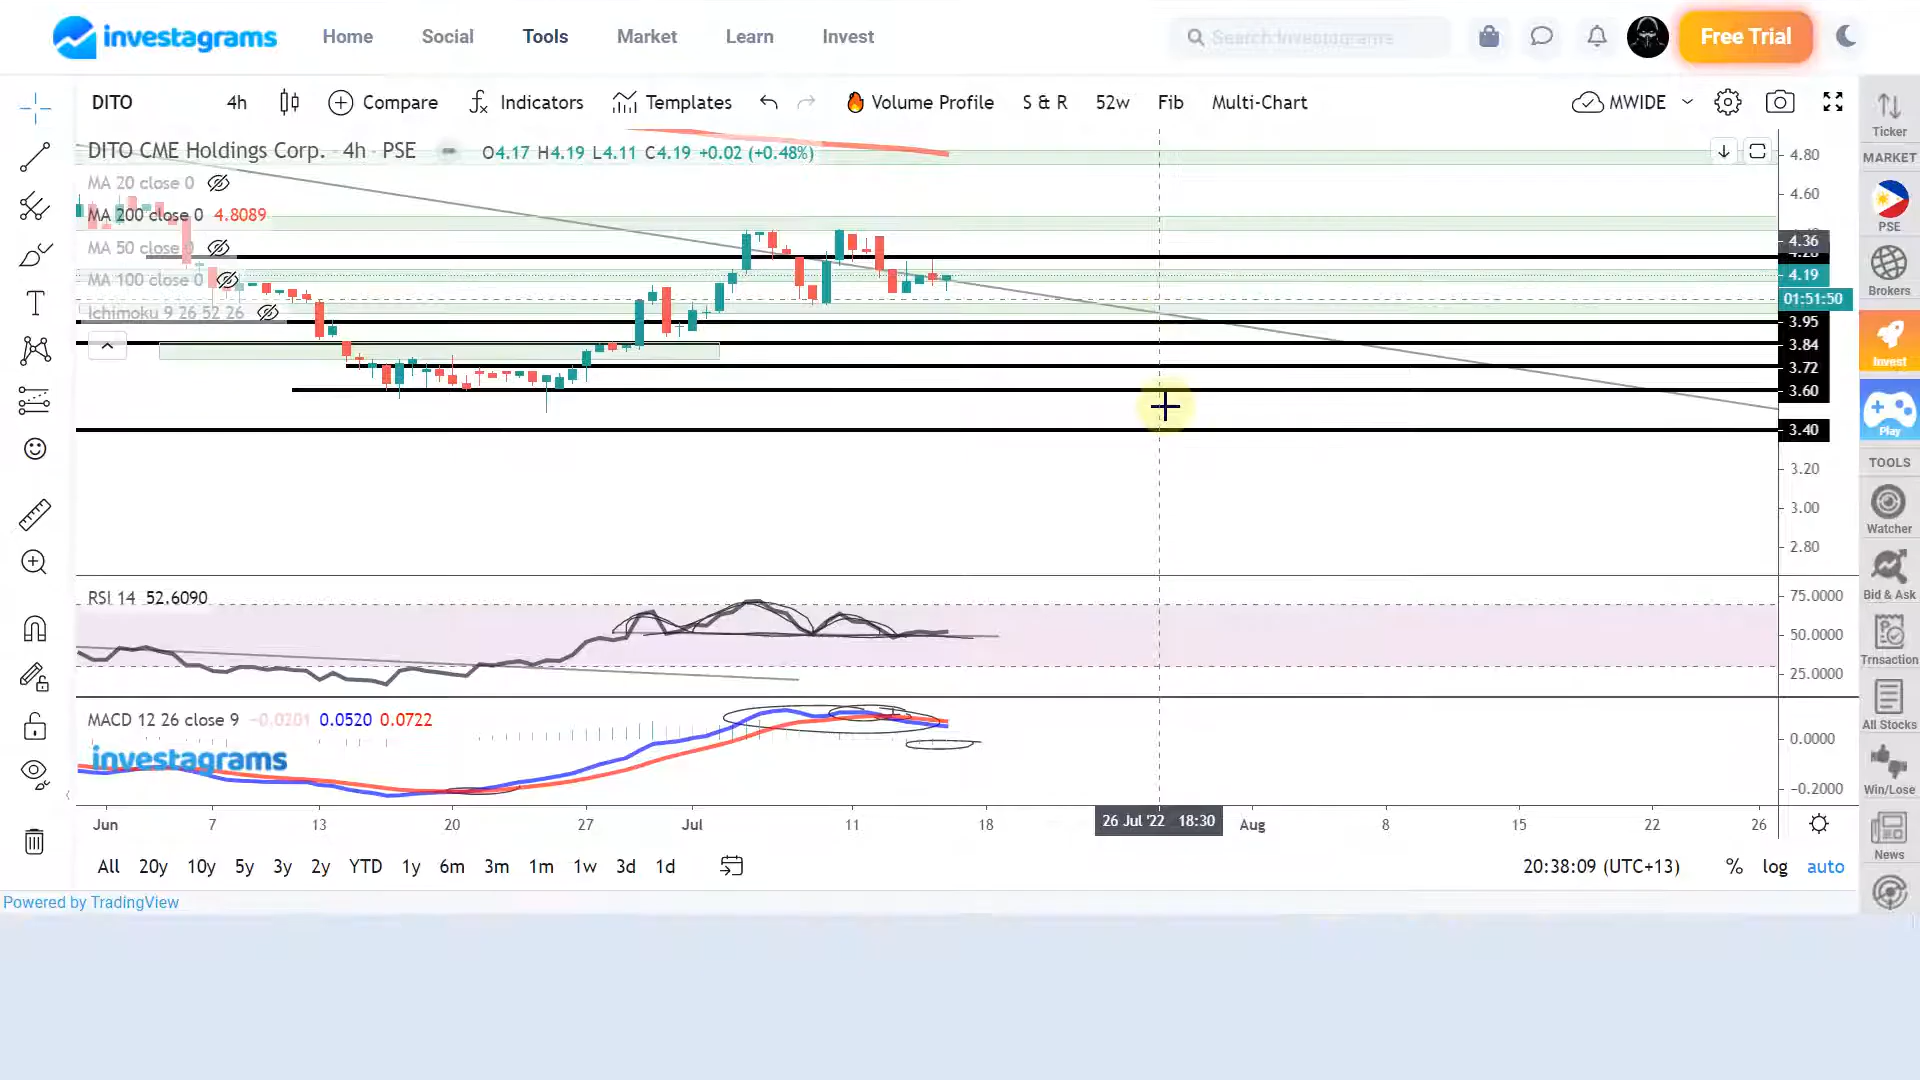 investagrams Home Social Tools Market Learn Invest Search Investagrams Free Trial
DITO 4h Compare Indicators Templates Volume Profile S & R 52w Fib Multi-Chart MWIDE
DITO CME Holdings Corp. · 4h · PSE O4.17 H4.19 L4.11 C4.19 +0.02 (+0.48%)
MA 20 close 0
MA 200 close 0 4.8089
MA 50 close 0
MA 100 close 0
Ichimoku 9 26 52 26
4.80
4.60
4.36
4.28
4.19
01:51:50
3.95
3.84
3.72
3.60
3.40
3.20
3.00
2.80
RSI 14 52.6090
75.0000
50.0000
25.0000
MACD 12 26 close 9 −0.0201 0.0520 0.0722
investagrams
0.0000
−0.2000
Jun 7 13 20 27 Jul 11 18 26 Jul '22 18:30 Aug 8 15 22 26
All 20y 10y 5y 3y 2y YTD 1y 6m 3m 1m 1w 3d 1d 20:38:09 (UTC+13) % log auto
Powered by TradingView
Ticker
MARKET
PSE
Brokers
Invest
Play
TOOLS
Watcher
Bid & Ask
Trnsaction
All Stocks
Win/Lose
News